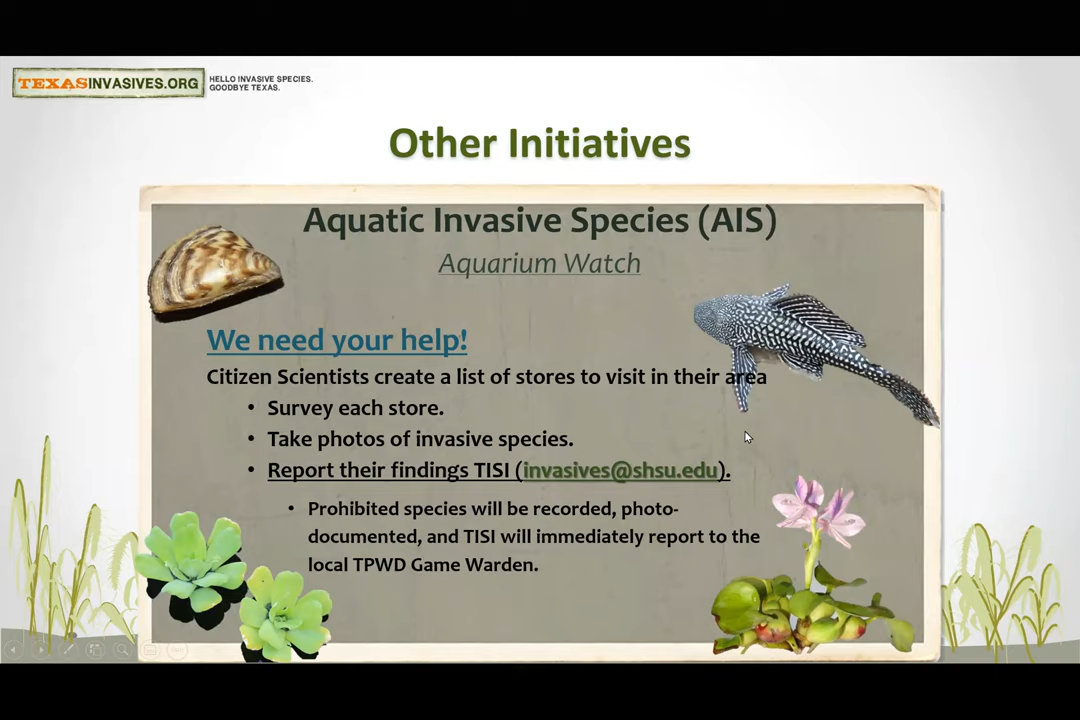 TEXASINVASIVES.ORG
HELLO INVASIVE SPECIES.
GOODBYE TEXAS.
Other Initiatives
Aquatic Invasive Species (AIS)
Aquarium Watch
We need your help!
Citizen Scientists create a list of stores to visit in their area
• Survey each store.
• Take photos of invasive species.
• Report their findings TISI (invasives@shsu.edu).
• Prohibited species will be recorded, photo-
documented, and TISI will immediately report to the
local TPWD Game Warden.